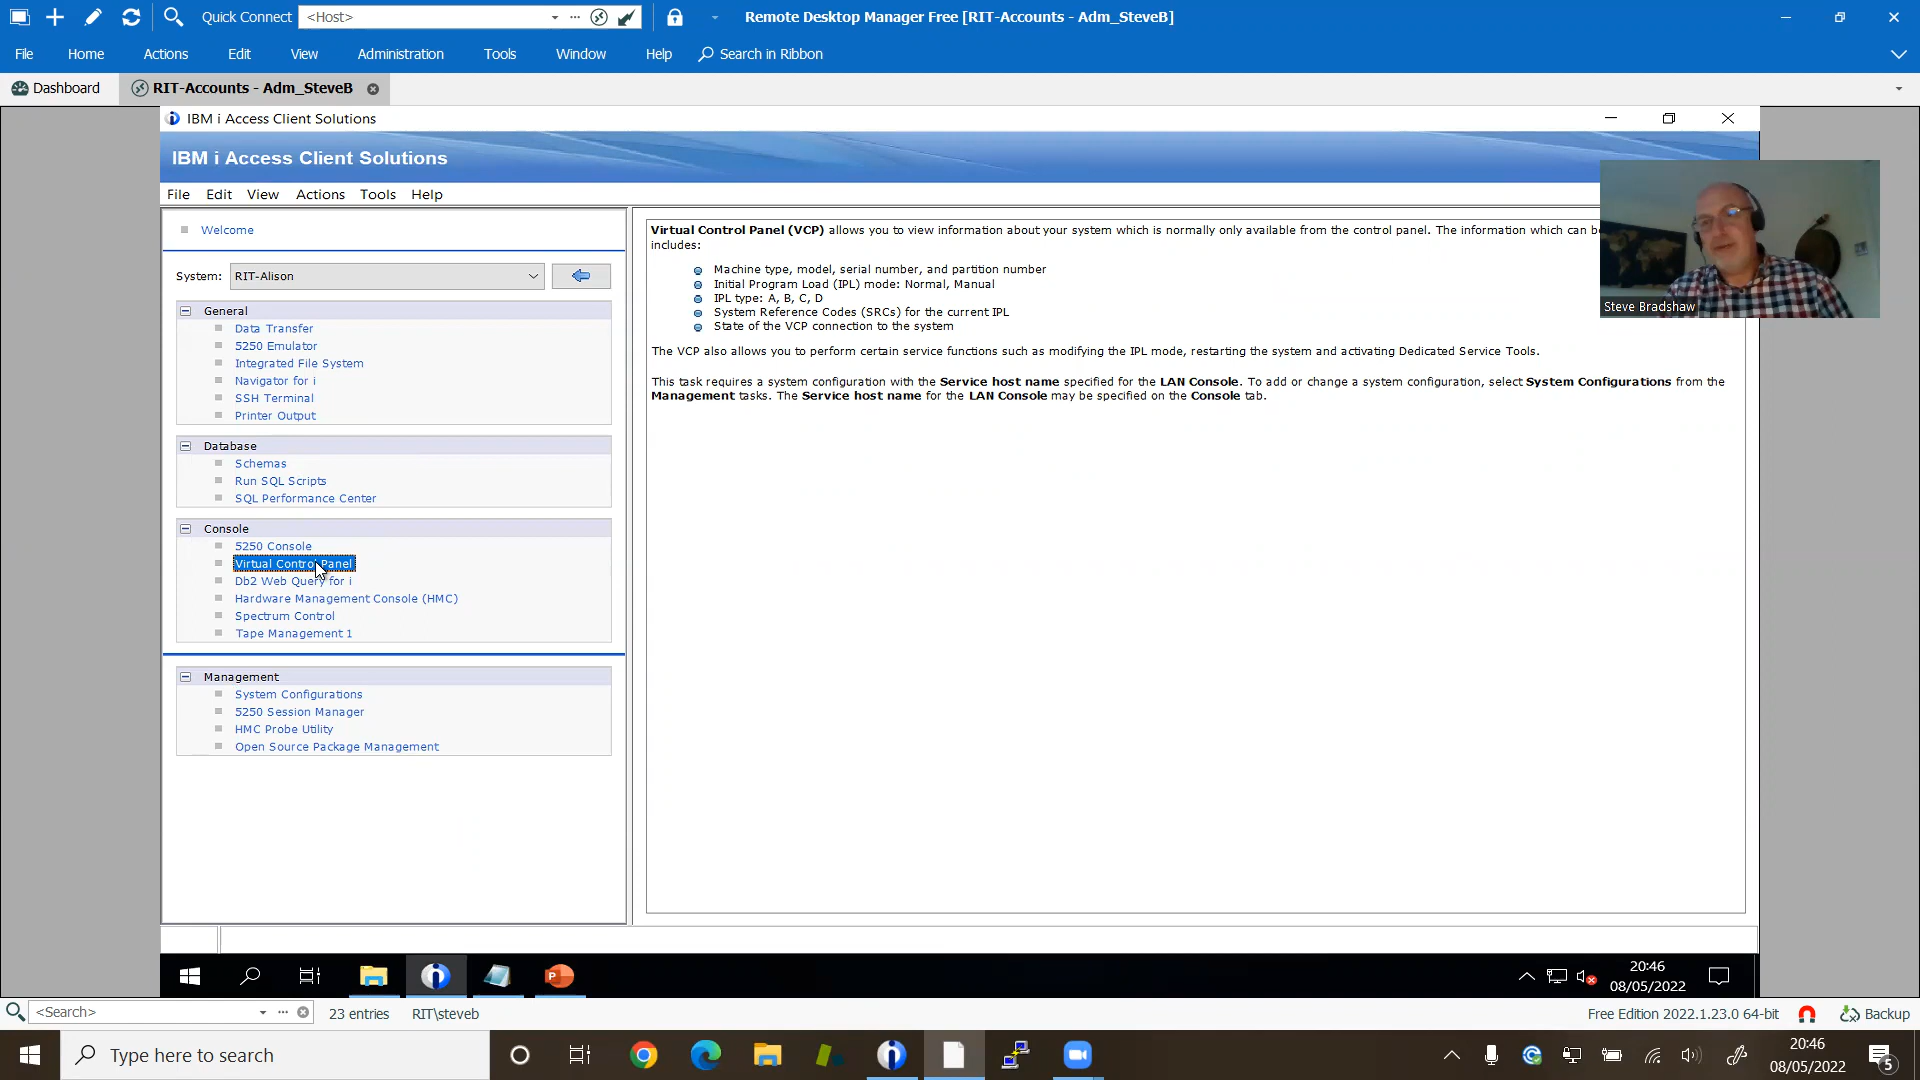 Quick Connect <Host> Remote Desktop Manager Free [RIT-Accounts - Adm_SteveB]
File Home Actions Edit View Administration Tools Window Help Search in Ribbon
Dashboard RIT-Accounts - Adm_SteveB
IBM i Access Client Solutions
IBM i Access Client Solutions
File Edit View Actions Tools Help
Welcome
System: RIT-Alison
General
Data Transfer
5250 Emulator
Integrated File System
Navigator for i
SSH Terminal
Printer Output
Database
Schemas
Run SQL Scripts
SQL Performance Center
Console
5250 Console
Virtual Control Panel
Db2 Web Query for i
Hardware Management Console (HMC)
Spectrum Control
Tape Management 1
Management
System Configurations
5250 Session Manager
HMC Probe Utility
Open Source Package Management
Virtual Control Panel (VCP) allows you to view information about your system which is normally only available from the control panel. The information which can be
includes:
Machine type, model, serial number, and partition number
Initial Program Load (IPL) mode: Normal, Manual
IPL type: A, B, C, D
System Reference Codes (SRCs) for the current IPL
State of the VCP connection to the system
The VCP also allows you to perform certain service functions such as modifying the IPL mode, restarting the system and activating Dedicated Service Tools.
This task requires a system configuration with the Service host name specified for the LAN Console. To add or change a system configuration, select System Configurations from the
Management tasks. The Service host name for the LAN Console may be specified on the Console tab.
Steve Bradshaw
20:46
08/05/2022
<Search> 23 entries RIT\steveb Free Edition 2022.1.23.0 64-bit Backup
Type here to search
20:46
08/05/2022
5